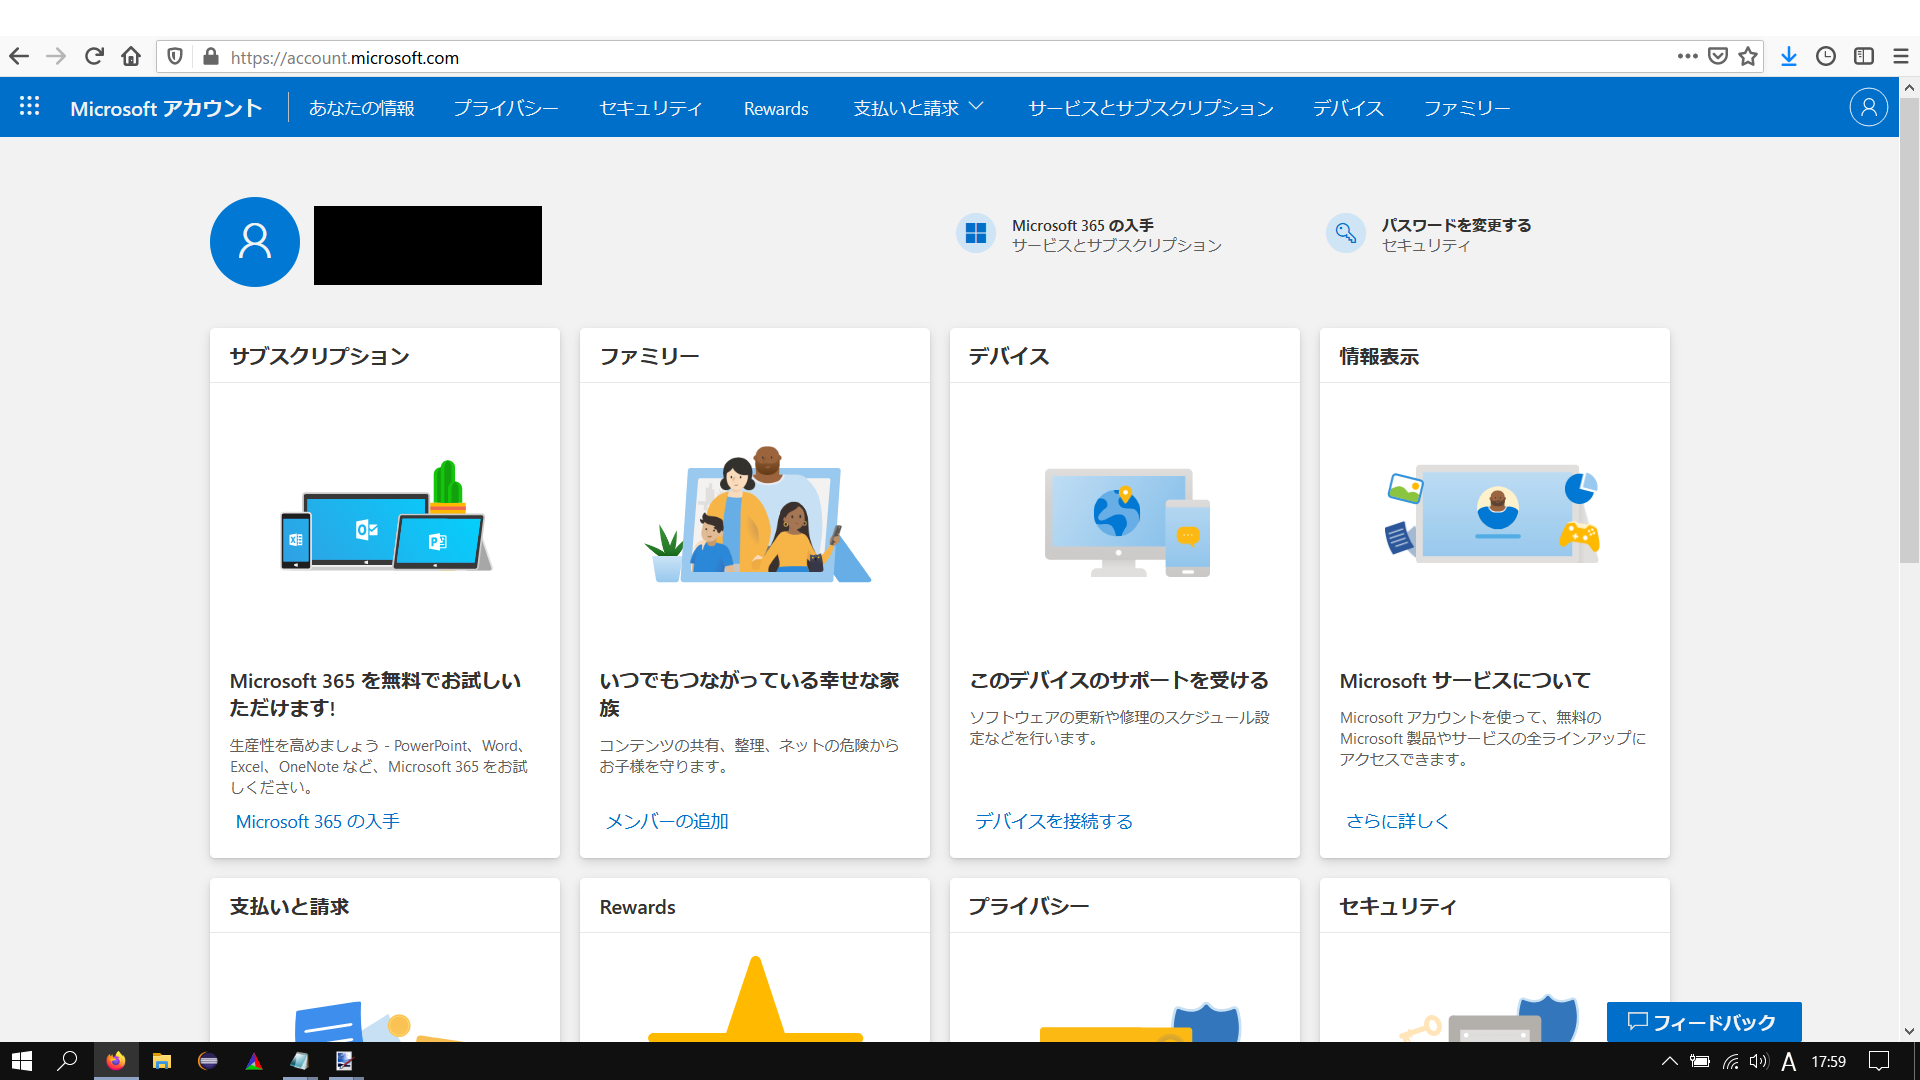 https://account.microsoft.com
Microsoft アカウント
あなたの情報
プライバシー
セキュリティ
Rewards
支払いと請求
サービスとサブスクリプション
デバイス
ファミリー
Microsoft 365 の入手
サービスとサブスクリプション
パスワードを変更する
セキュリティ
サブスクリプション
Microsoft 365 を無料でお試しい
ただけます!
生産性を高めましょう - PowerPoint、Word、
Excel、OneNote など、Microsoft 365 をお試
しください。
Microsoft 365 の入手
ファミリー
いつでもつながっている幸せな家
族
コンテンツの共有、整理、ネットの危険から
お子様を守ります。
メンバーの追加
デバイス
このデバイスのサポートを受ける
ソフトウェアの更新や修理のスケジュール設
定などを行います。
デバイスを接続する
情報表示
Microsoft サービスについて
Microsoft アカウントを使って、無料の
Microsoft 製品やサービスの全ラインアップに
アクセスできます。
さらに詳しく
支払いと請求
Rewards
プライバシー
セキュリティ
フィードバック
A
17:59